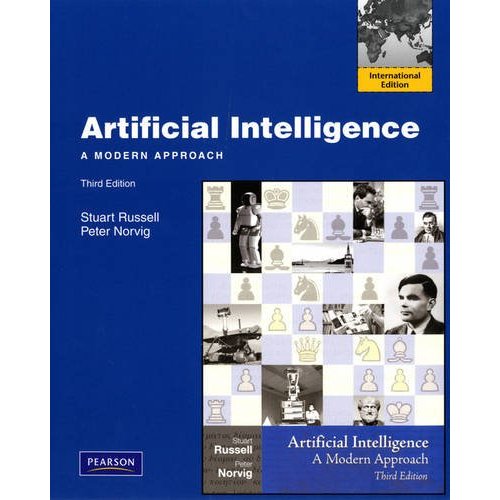 International
Edition
Artificial Intelligence
A MODERN APPROACH
Third Edition
Stuart Russell
Peter Norvig
Stuart
Russell
Peter
Norvig
Artificial Intelligence
A Modern Approach
Third Edition
PEARSON